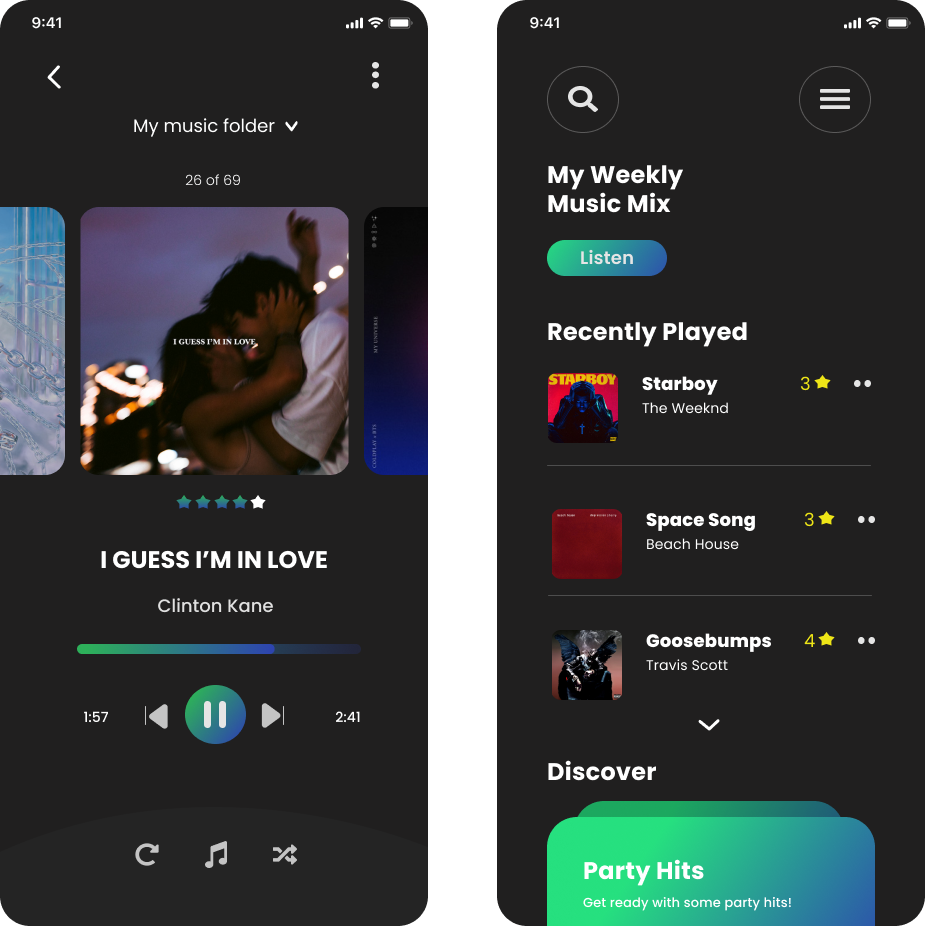 9:41
My music folder
26 of 69
I GUESS I'M IN LOVE
MY UNIVERSE
COLDPLAY x BTS
I GUESS I’M IN LOVE
Clinton Kane
1:57
2:41
9:41
My Weekly
Music Mix
Listen
Recently Played
STARBOY
Starboy
The Weeknd
3
Space Song
Beach House
3
Goosebumps
Travis Scott
4
Discover
Party Hits
Get ready with some party hits!